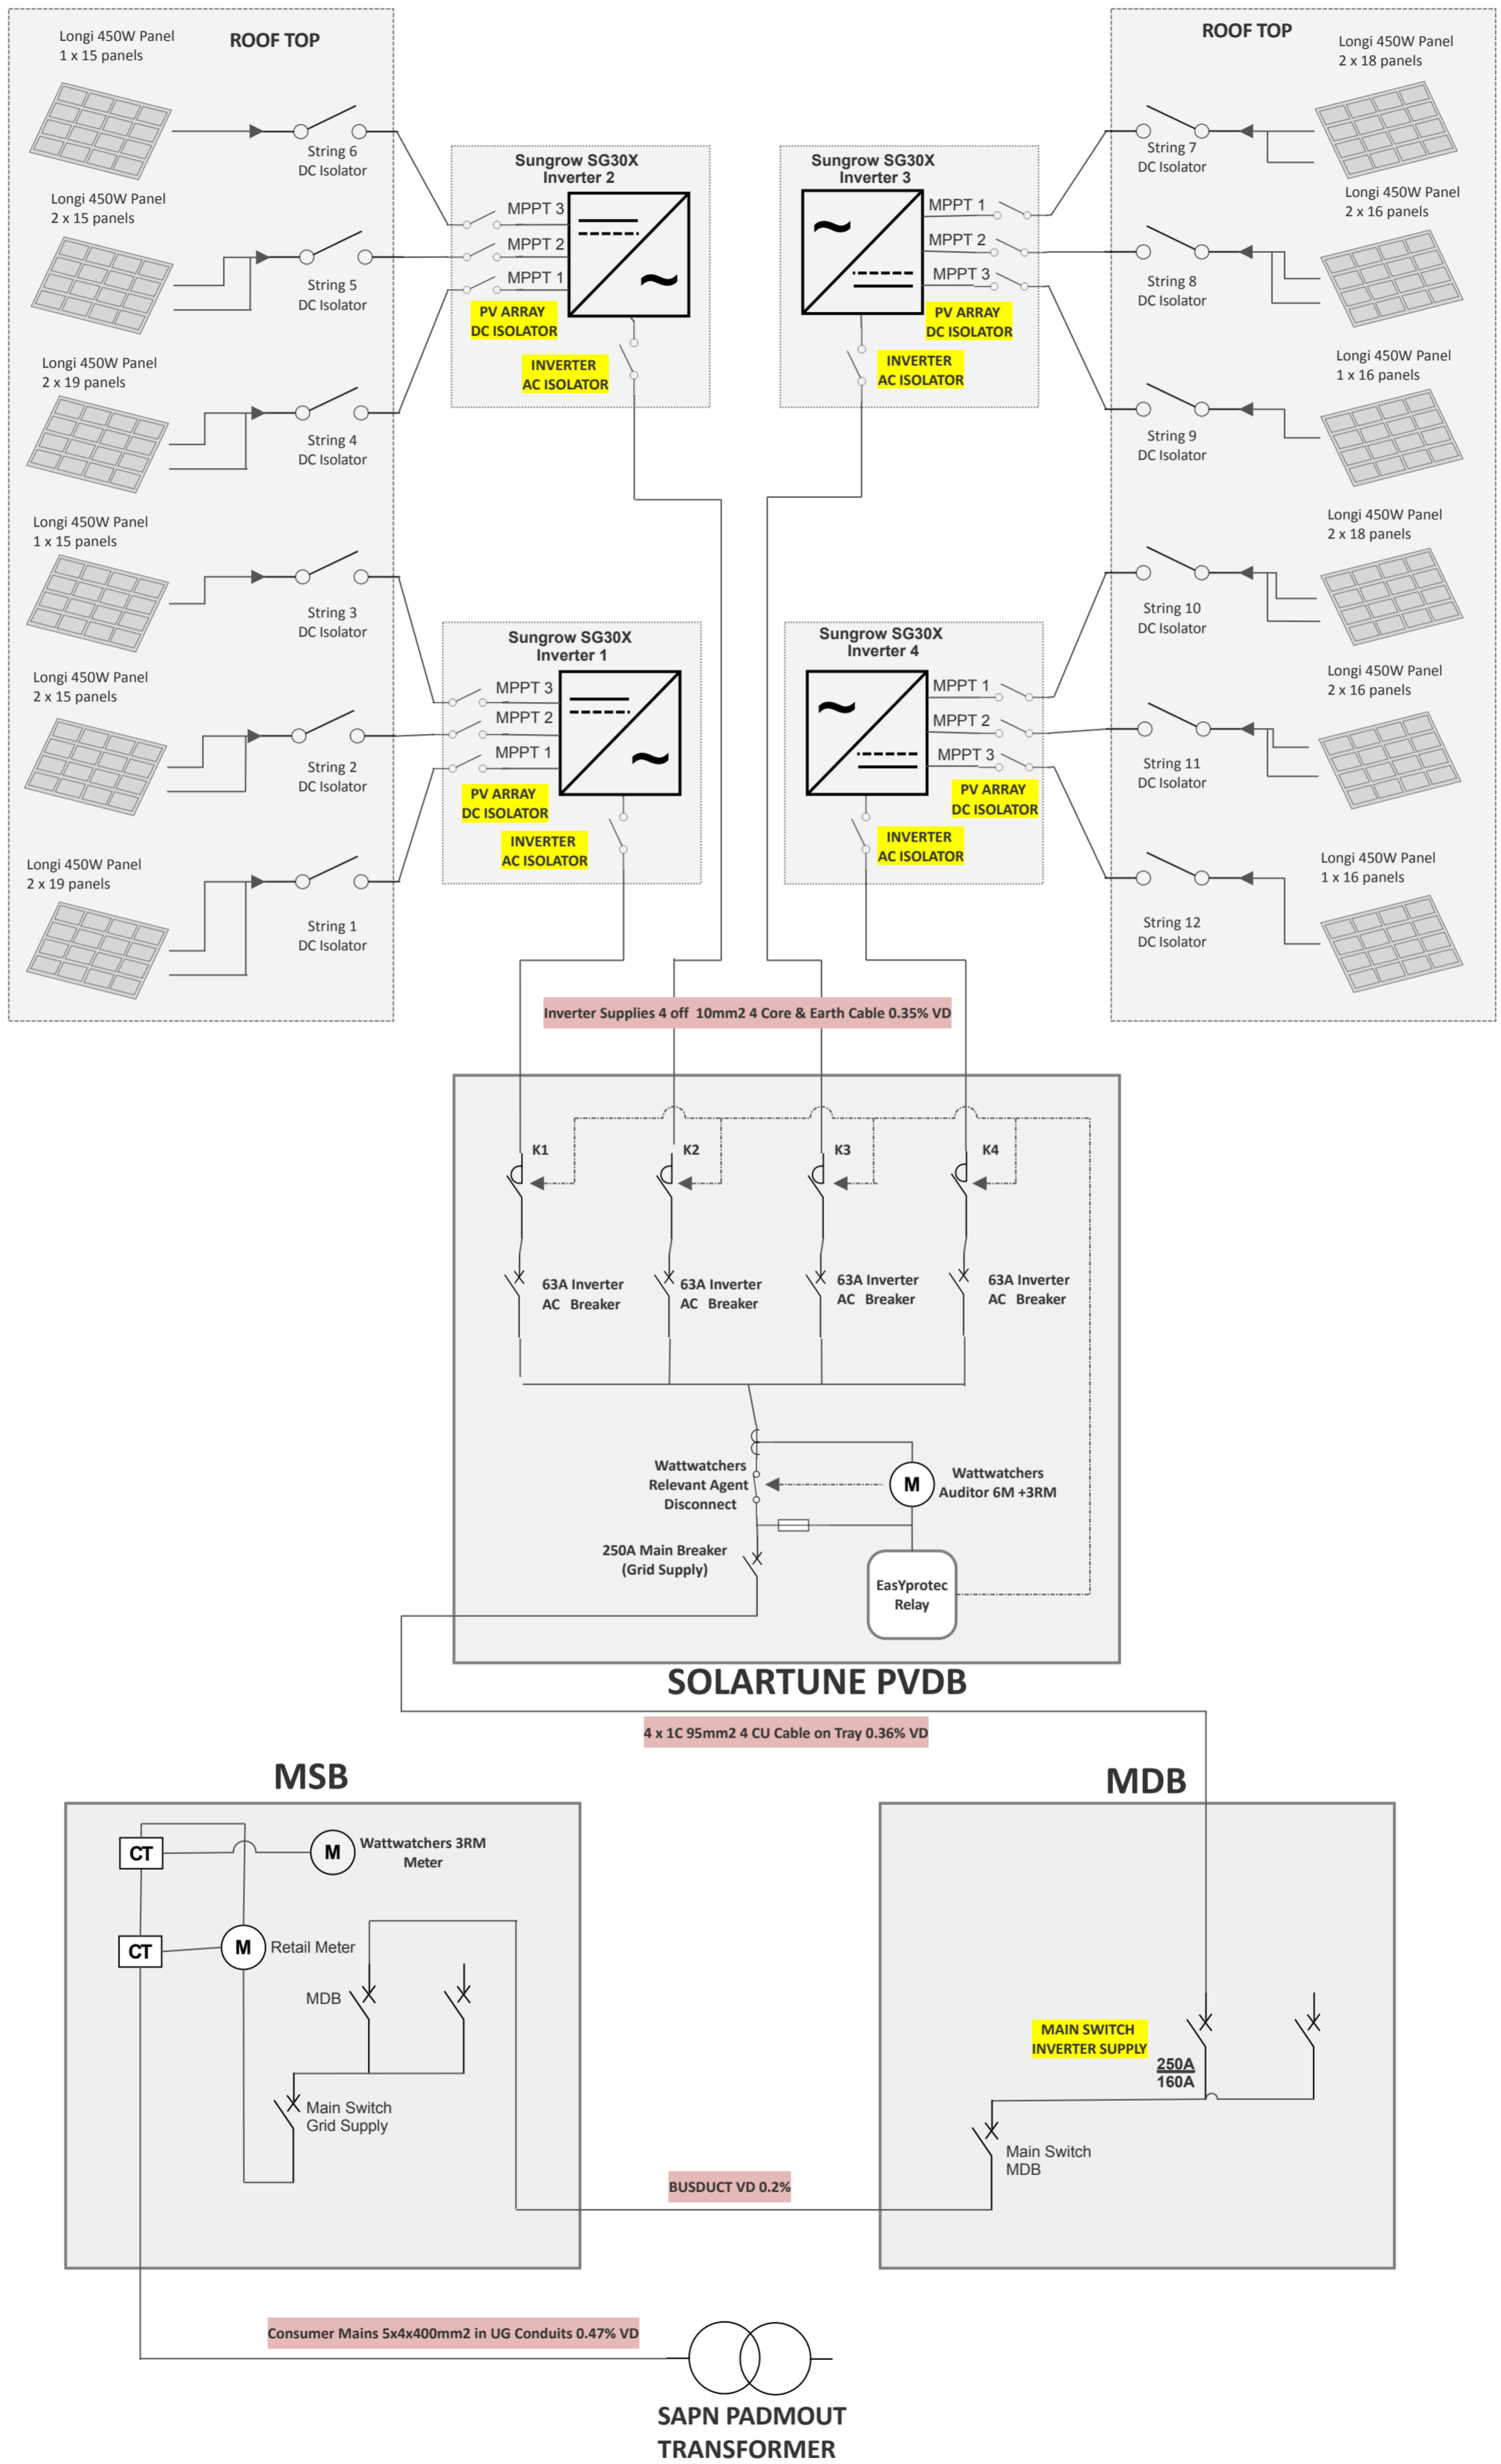 ROOF TOP
Longi 450W Panel
1 x 15 panels
String 6
DC Isolator
Longi 450W Panel
2 x 15 panels
String 5
DC Isolator
Longi 450W Panel
2 x 19 panels
String 4
DC Isolator
Longi 450W Panel
1 x 15 panels
String 3
DC Isolator
Longi 450W Panel
2 x 15 panels
String 2
DC Isolator
Longi 450W Panel
2 x 19 panels
String 1
DC Isolator
Sungrow SG30X
Inverter 2
MPPT 3
MPPT 2
MPPT 1
PV ARRAY
DC ISOLATOR
INVERTER
AC ISOLATOR
Sungrow SG30X
Inverter 1
MPPT 3
MPPT 2
MPPT 1
PV ARRAY
DC ISOLATOR
INVERTER
AC ISOLATOR
Sungrow SG30X
Inverter 3
MPPT 1
MPPT 2
MPPT 3
PV ARRAY
DC ISOLATOR
INVERTER
AC ISOLATOR
Sungrow SG30X
Inverter 4
MPPT 1
MPPT 2
MPPT 3
PV ARRAY
DC ISOLATOR
INVERTER
AC ISOLATOR
ROOF TOP
Longi 450W Panel
2 x 18 panels
String 7
DC Isolator
Longi 450W Panel
2 x 16 panels
String 8
DC Isolator
Longi 450W Panel
1 x 16 panels
String 9
DC Isolator
Longi 450W Panel
2 x 18 panels
String 10
DC Isolator
Longi 450W Panel
2 x 16 panels
String 11
DC Isolator
Longi 450W Panel
1 x 16 panels
String 12
DC Isolator
Inverter Supplies 4 off 10mm2 4 Core & Earth Cable 0.35% VD
K1
K2
K3
K4
63A Inverter
AC Breaker
63A Inverter
AC Breaker
63A Inverter
AC Breaker
63A Inverter
AC Breaker
Wattwatchers
Relevant Agent
Disconnect
M
Wattwatchers
Auditor 6M +3RM
250A Main Breaker
(Grid Supply)
EasYprotec
Relay
SOLARTUNE PVDB
4 x 1C 95mm2 4 CU Cable on Tray 0.36% VD
MSB
CT
M
Wattwatchers 3RM
Meter
CT
M
Retail Meter
MDB
Main Switch
Grid Supply
MDB
MAIN SWITCH
INVERTER SUPPLY
250A
160A
Main Switch
MDB
BUSDUCT VD 0.2%
Consumer Mains 5x4x400mm2 in UG Conduits 0.47% VD
SAPN PADMOUT
TRANSFORMER